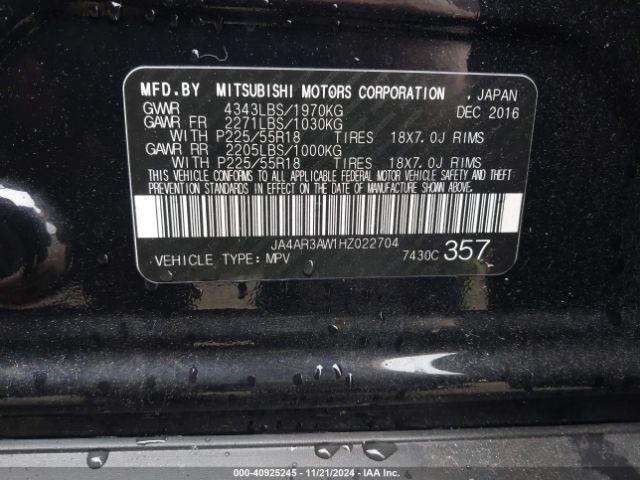 MFD.BY MITSUBISHI MOTORS CORPORATION , JAPAN
GVWR 4343LBS/1970KG DEC 2016
GAWR FR 2271LBS/1030KG
WITH P225/55R18 TIRES 18X7.0J RIMS
GAWR RR 2205LBS/1000KG
WITH P225/55R18 TIRES 18X7.0J RIMS
THIS VEHICLE CONFORMS TO ALL APPLICABLE FEDERAL MOTOR VEHICLE SAFETY AND THEFT
PREVENTION STANDARDS IN EFFECT ON THE DATE OF MANUFACTURE SHOWN ABOVE.
JA4AR3AW1HZ022704
VEHICLE TYPE: MPV 7430C 357
000-40925245 - 11/21/2024 - IAA Inc.